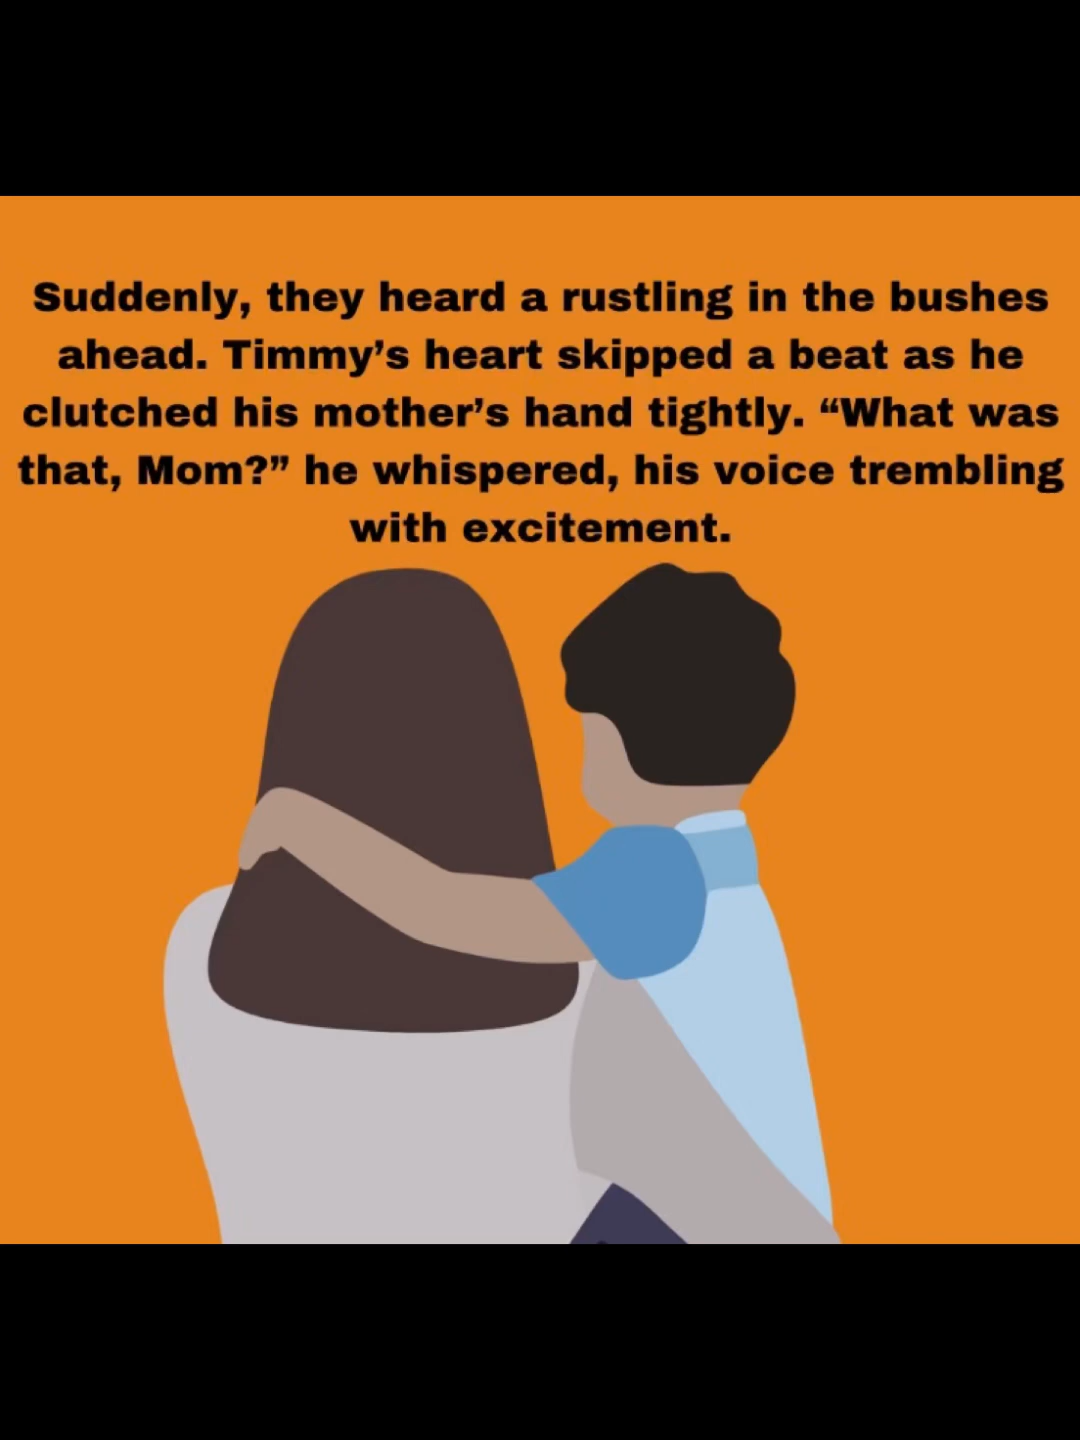 Suddenly, they heard a rustling in the bushes
ahead. Timmy’s heart skipped a beat as he
clutched his mother’s hand tightly. “What was
that, Mom?” he whispered, his voice trembling
with excitement.